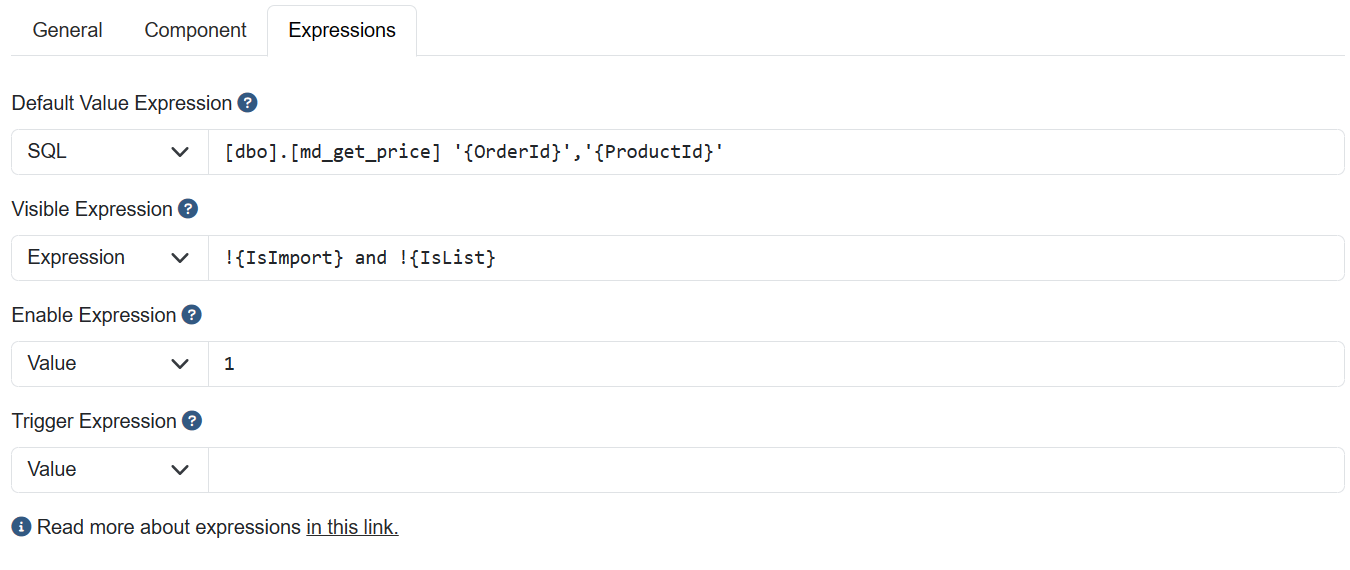 General Component Expressions
Default Value Expression ?
SQL [dbo].[md_get_price] '{OrderId}','{ProductId}'
Visible Expression ?
Expression !{IsImport} and !{IsList}
Enable Expression ?
Value 1
Trigger Expression ?
Value
i Read more about expressions in this link.